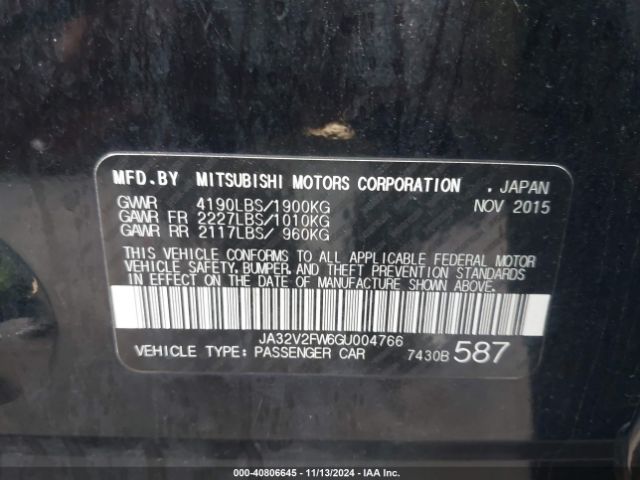 MFD.BY MITSUBISHI MOTORS CORPORATION . JAPAN
GVWR 4190LBS/1900KG NOV 2015
GAWR FR 2227LBS/1010KG
GAWR RR 2117LBS/ 960KG
THIS VEHICLE CONFORMS TO ALL APPLICABLE FEDERAL MOTOR
VEHICLE SAFETY, BUMPER, AND THEFT PREVENTION STANDARDS
IN EFFECT ON THE DATE OF MANUFACTURE SHOWN ABOVE.
JA32V2FW6GU004766
VEHICLE TYPE: PASSENGER CAR 7430B 587
000-40806645 - 11/13/2024 - IAA Inc.